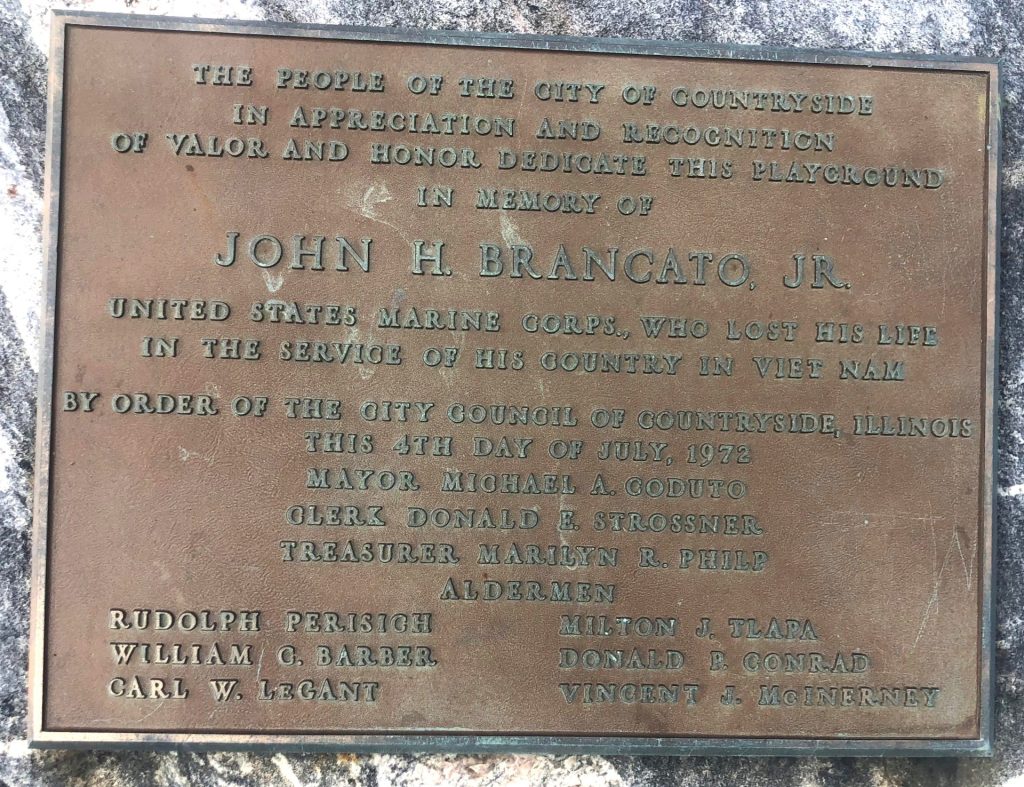 THE PEOPLE OF THE CITY OF COUNTRYSIDE
IN APPRECIATION AND RECOGNITION
OF VALOR AND HONOR DEDICATE THIS PLAYGROUND
IN MEMORY OF
JOHN H. BRANCATO, JR.
UNITED STATES MARINE CORPS., WHO LOST HIS LIFE
IN THE SERVICE OF HIS COUNTRY IN VIET NAM
BY ORDER OF THE CITY COUNCIL OF COUNTRYSIDE, ILLINOIS
THIS 4TH DAY OF JULY, 1972
MAYOR MICHAEL A. CODUTO
CLERK DONALD E. STROSSNER
TREASURER MARILYN R. PHILP
ALDERMEN
RUDOLPH PERISICH MILTON J. TLAPA
WILLIAM C. BARBER DONALD P. CONRAD
CARL W. LEGANT VINCENT J. MCINERNEY